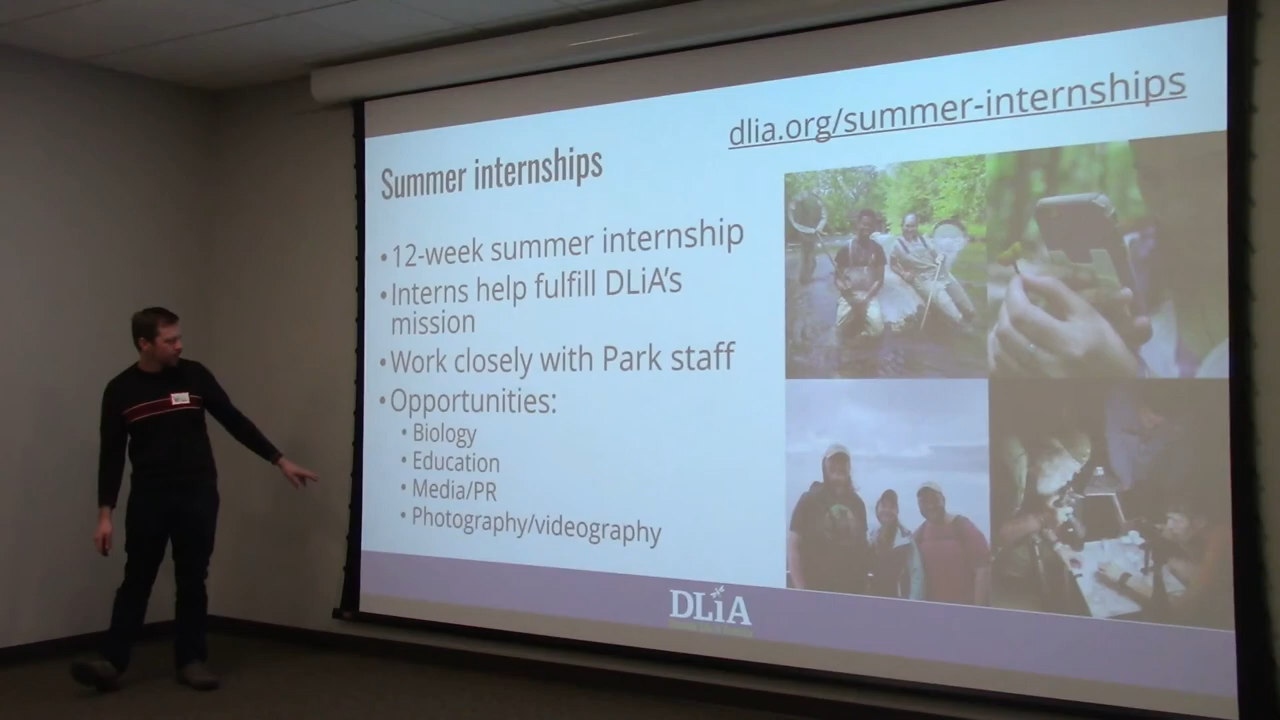 dlia.org/summer-internships
Summer internships
•12-week summer internship
•Interns help fulfill DLiA's
mission
•Work closely with Park staff
•Opportunities:
•Biology
•Education
•Media/PR
•Photography/videography
DLiA